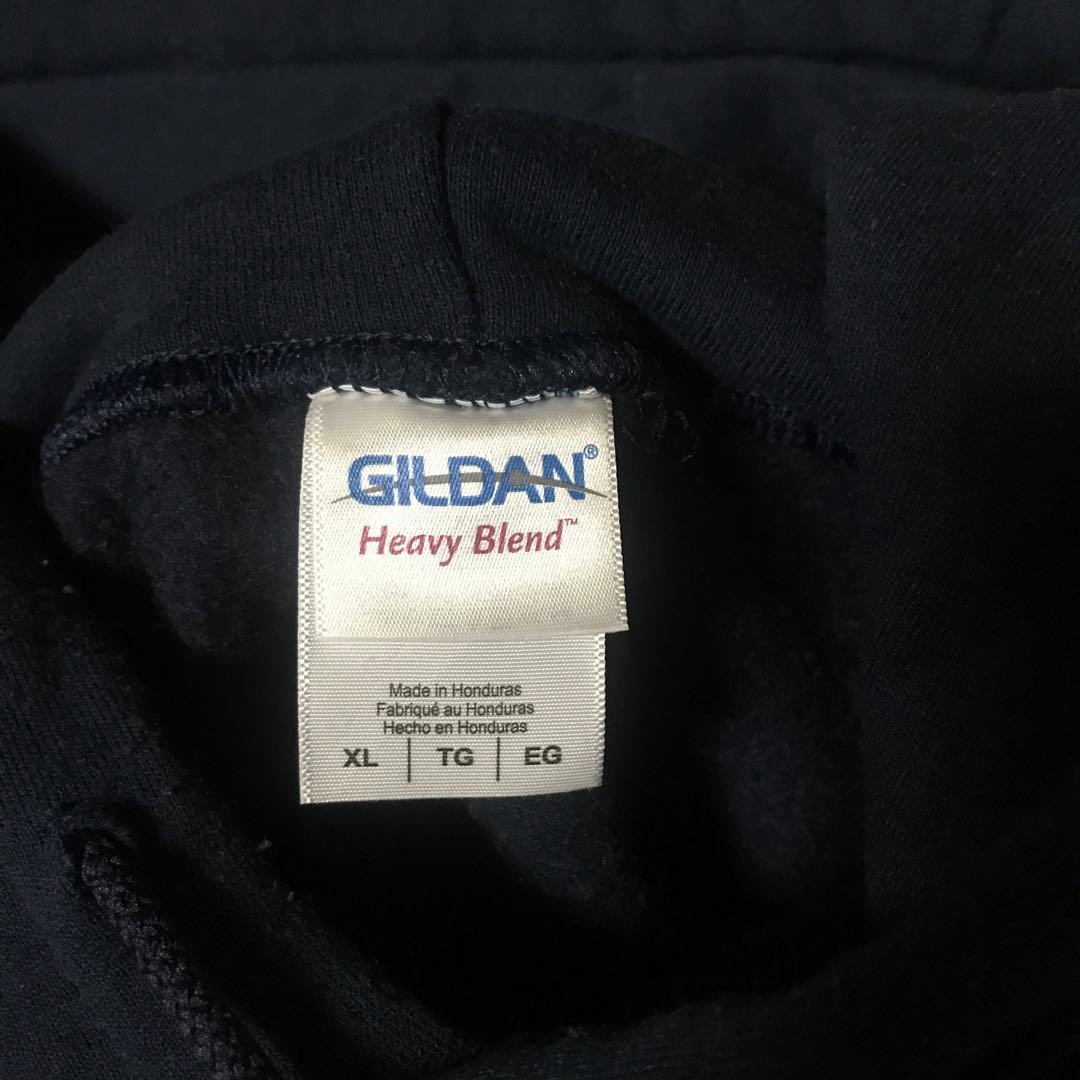 GILDAN®
Heavy Blend™
Made in Honduras
Fabriqué au Honduras
Hecho en Honduras
XL | TG | EG